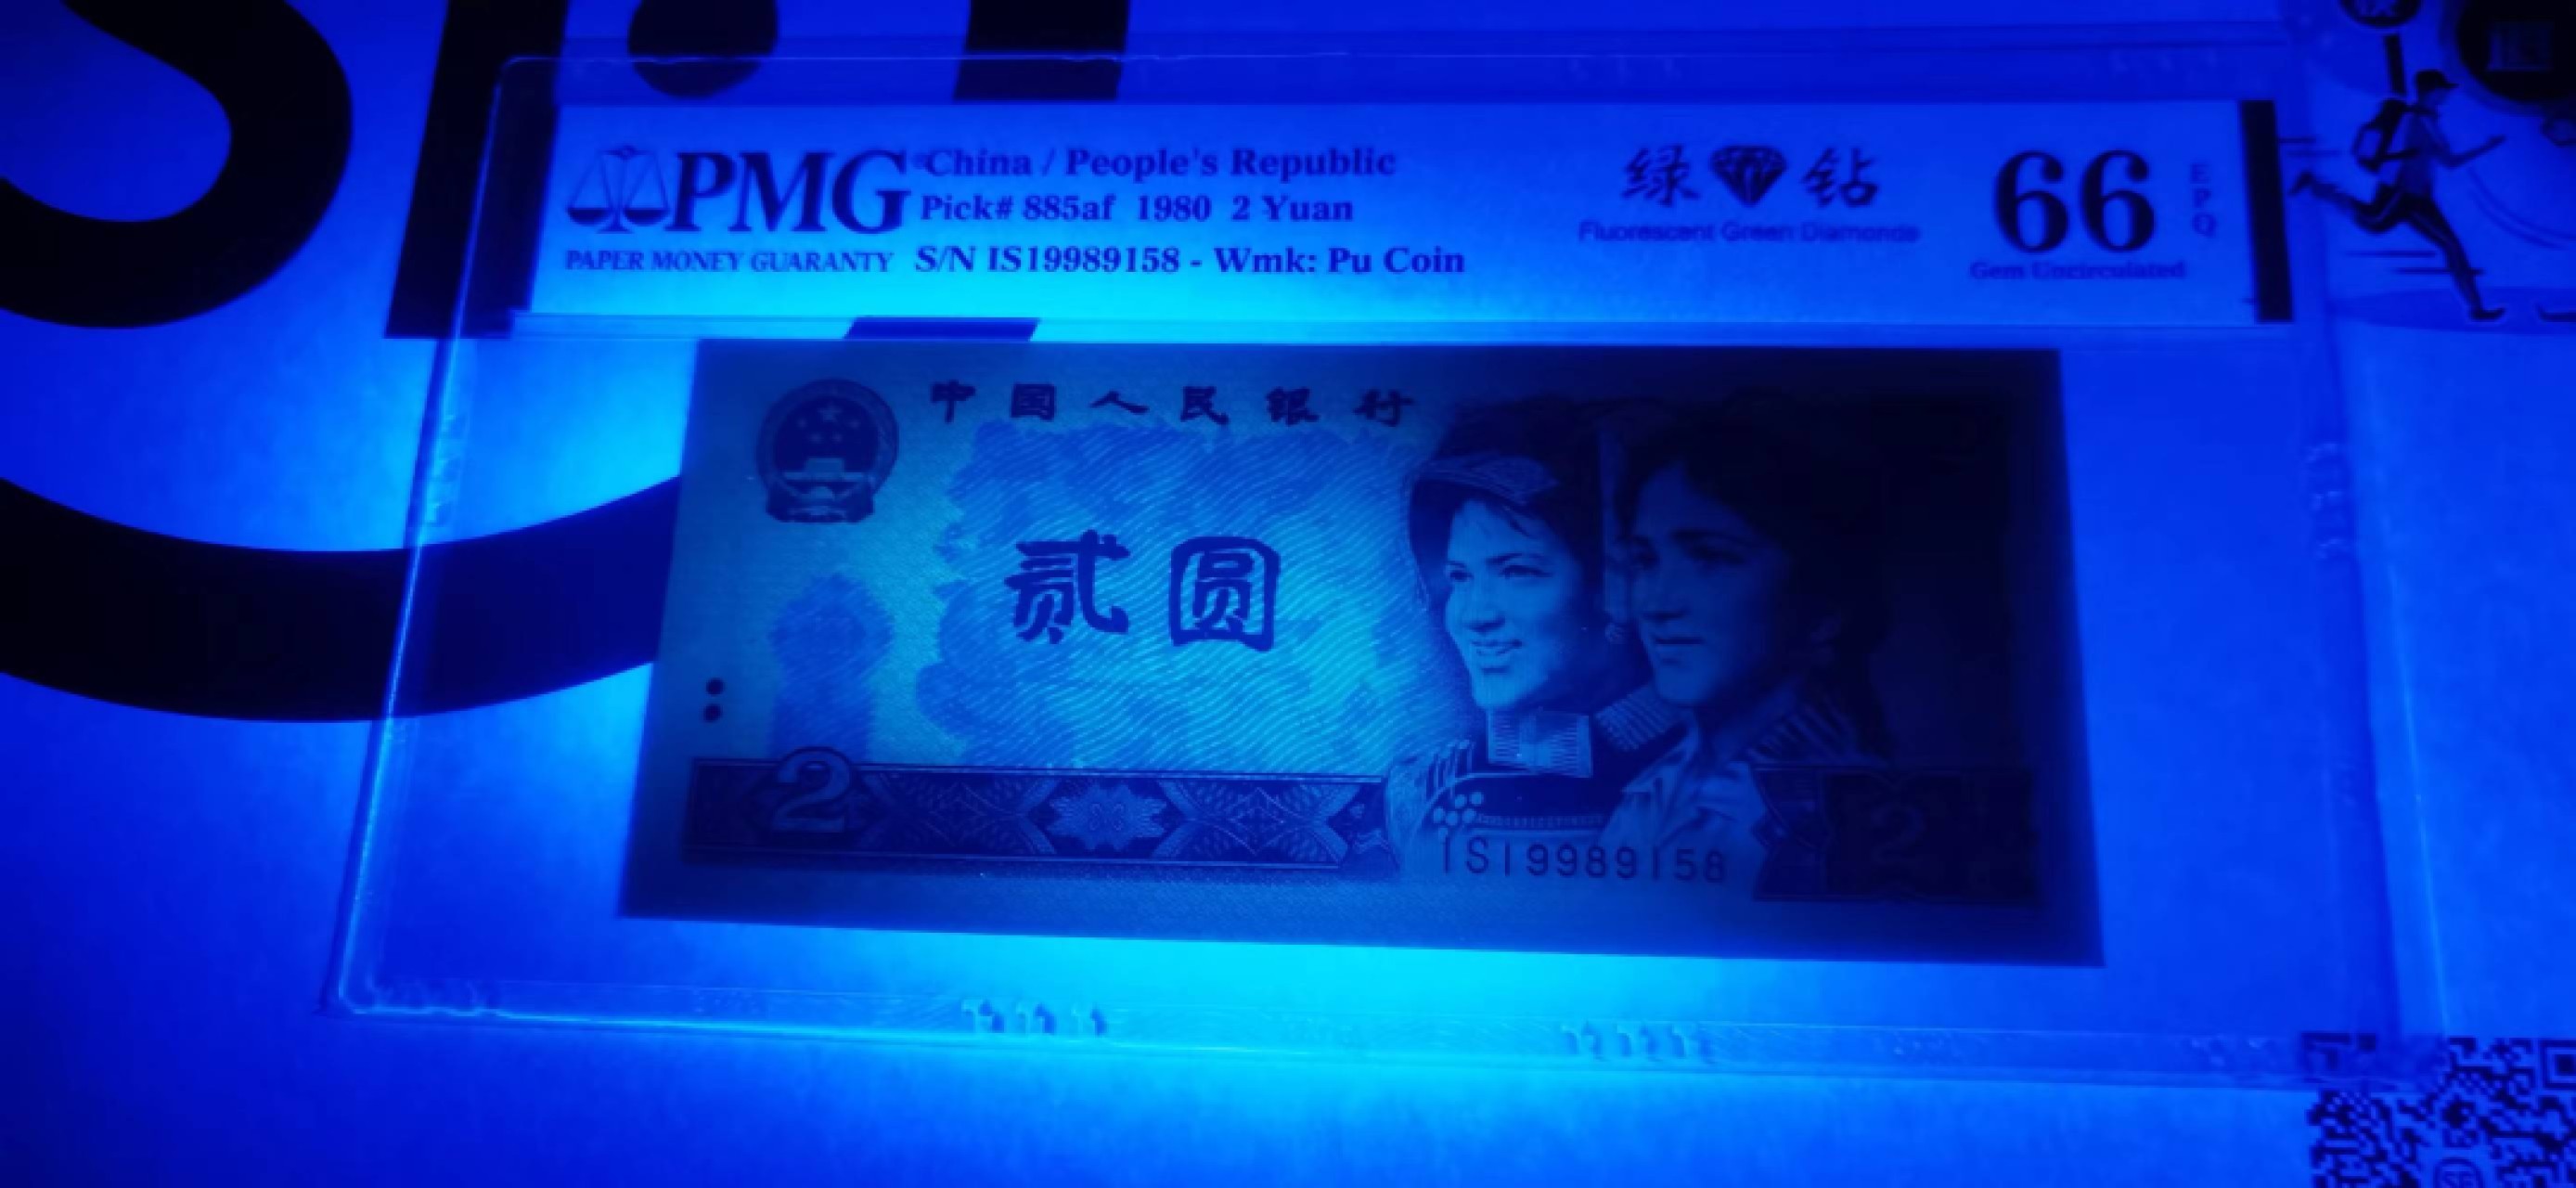 PMG
PAPER MONEY GUARANTY
China / People's Republic
Pick# 885af 1980 2 Yuan
S/N IS19989158 - Wmk: Pu Coin
绿 钻
Fluorescent Green Diamonds
66
EPQ
Gem Uncirculated
中国人民银行
贰圆
2
IS19989158
2